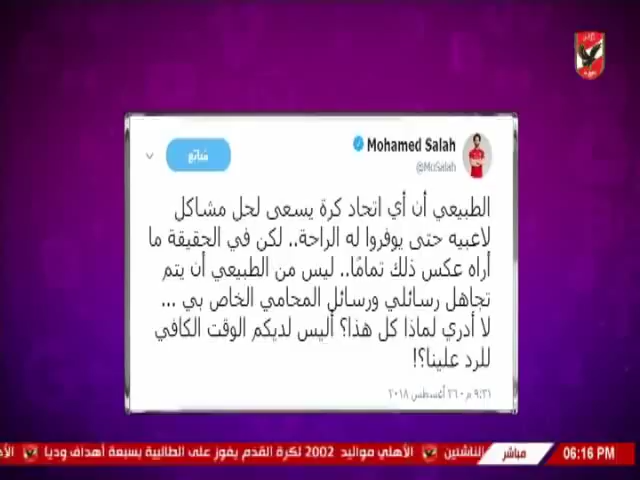 Mohamed Salah
@MoSalah
متابع
الطبيعي أن أي اتحاد كرة يسعى لحل مشاكل
لاعبيه حتى يوفروا له الراحة.. لكن في الحقيقة ما
أراه عكس ذلك تمامًا.. ليس من الطبيعي أن يتم
تجاهل رسائلي ورسائل المحامي الخاص بي ...
لا أدري لماذا كل هذا؟ أليس لديكم الوقت الكافي
للرد علينا؟!
٩:٣١ م - ٢٦ أغسطس ٢٠١٨
06:16 PM مباشر الناشئين الأهلي مواليد 2002 لكرة القدم يفوز على الطالبية بسبعة أهداف وديا